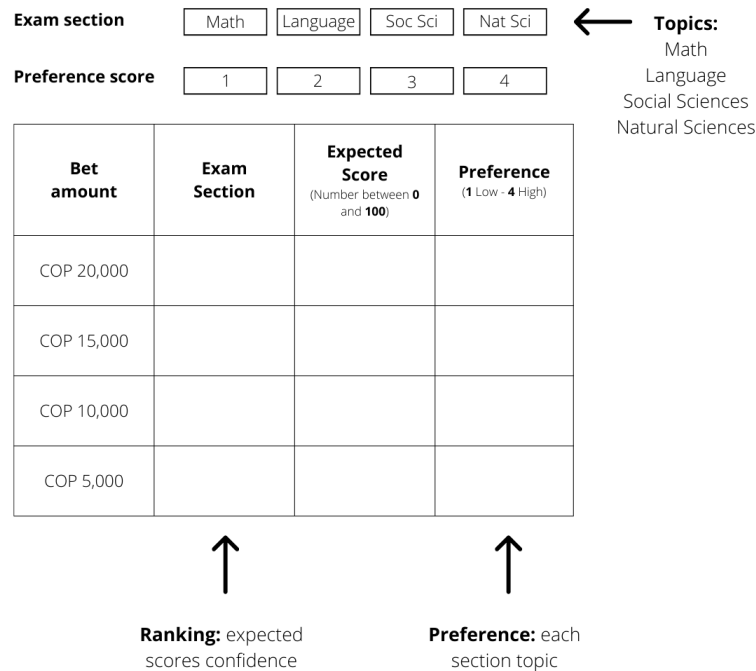 Exam section Math Language Soc Sci Nat Sci
Topics:
Math
Language
Social Sciences
Natural Sciences
Preference score 1 2 3 4
Bet
amount
Exam
Section
Expected
Score
(Number between 0
and 100)
Preference
(1 Low - 4 High)
COP 20,000
COP 15,000
COP 10,000
COP 5,000
Ranking: expected
scores confidence
Preference: each
section topic